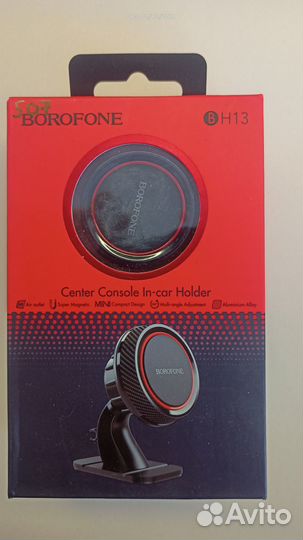 507
BOROFONE
BH13
BOROFONE
Center Console In-car Holder
Air outlet Super Magnetic MINI Compact Design Multi-angle Adjustment Aluminium Alloy
BOROFONE
Avito